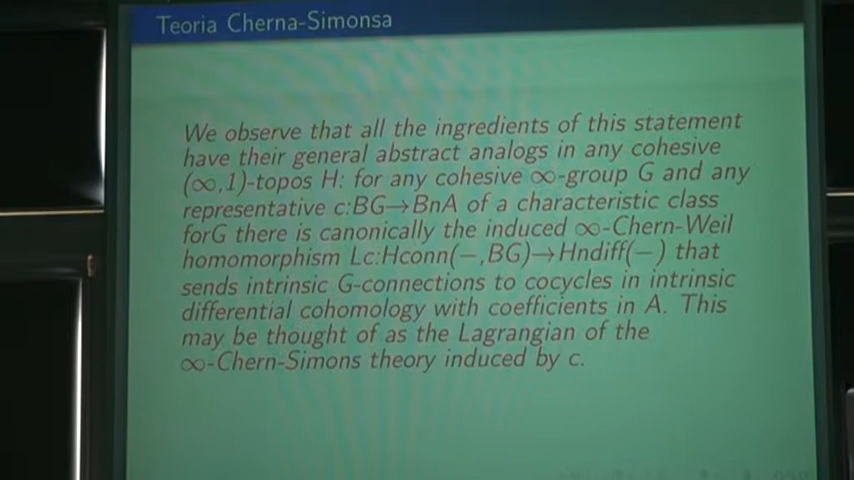 Teoria Cherna-Simonsa
We observe that all the ingredients of this statement
have their general abstract analogs in any cohesive
(∞,1)-topos H: for any cohesive ∞-group G and any
representative c:BG→BnA of a characteristic class
forG there is canonically the induced ∞-Chern-Weil
homomorphism Lc:Hconn(−,BG)→Hndiff(−) that
sends intrinsic G-connections to cocycles in intrinsic
differential cohomology with coefficients in A. This
may be thought of as the Lagrangian of the
∞-Chern-Simons theory induced by c.